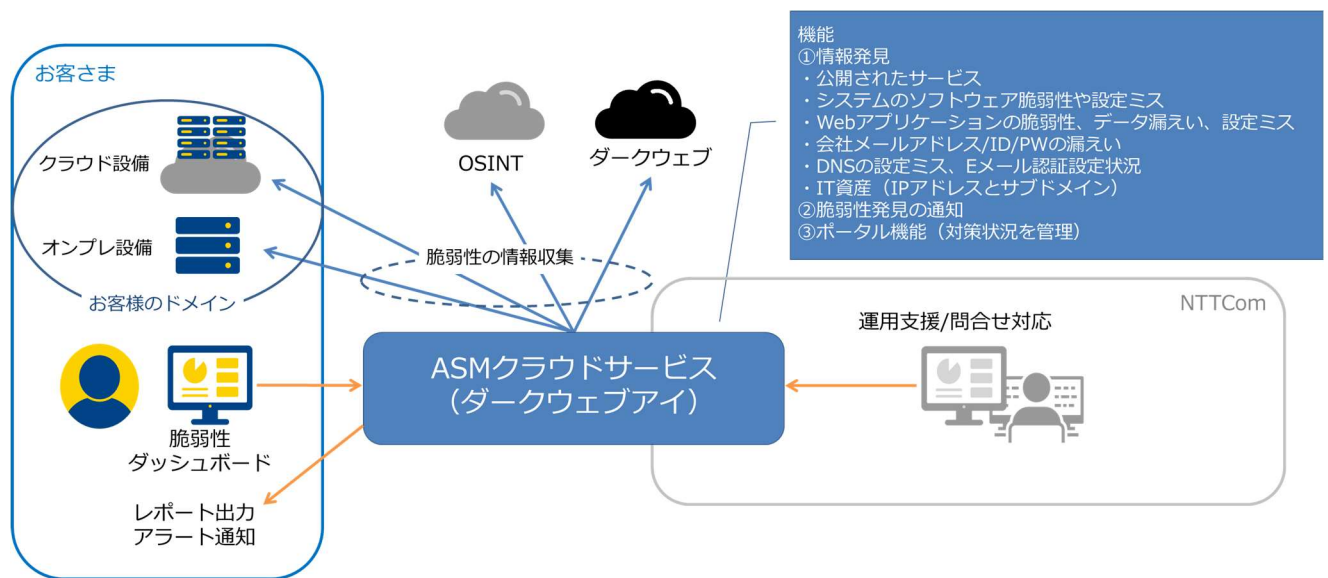 お客さま
クラウド設備
オンプレ設備
お客様のドメイン
脆弱性
ダッシュボード
レポート出力
アラート通知
OSINT
ダークウェブ
脆弱性の情報収集
ASMクラウドサービス
（ダークウェブアイ）
機能
①情報発見
・公開されたサービス
・システムのソフトウェア脆弱性や設定ミス
・Webアプリケーションの脆弱性、データ漏えい、設定ミス
・会社メールアドレス/ID/PWの漏えい
・DNSの設定ミス、Eメール認証設定状況
・IT資産（IPアドレスとサブドメイン）
②脆弱性発見の通知
③ポータル機能（対策状況を管理）
NTTCom
運用支援/問合せ対応